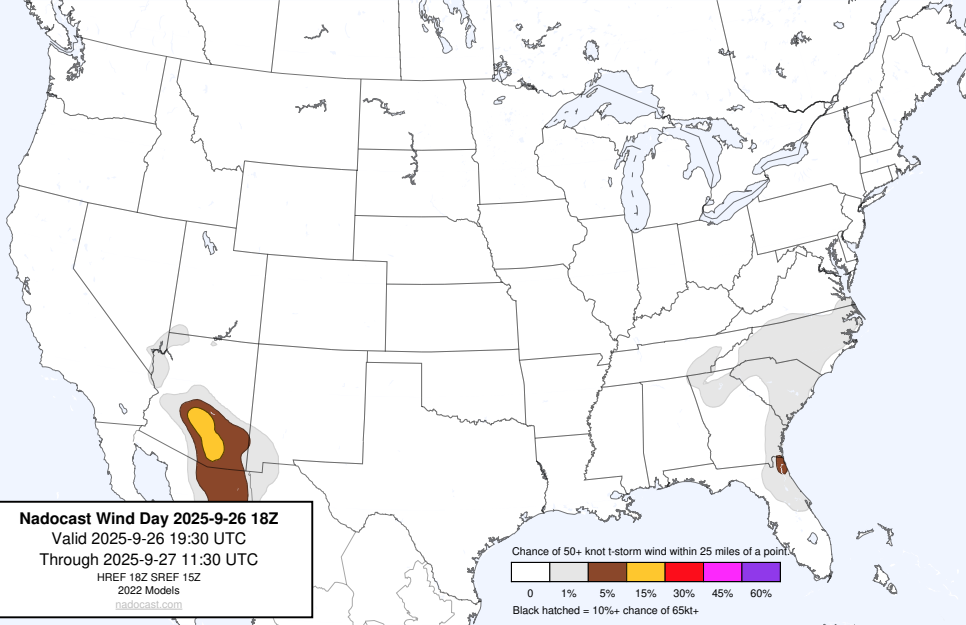 Nadocast Wind Day 2025-9-26 18Z
Valid 2025-9-26 19:30 UTC
Through 2025-9-27 11:30 UTC
HREF 18Z SREF 15Z
2022 Models
nadocast.com
Chance of 50+ knot t-storm wind within 25 miles of a point.
0 1% 5% 15% 30% 45% 60%
Black hatched = 10%+ chance of 65kt+